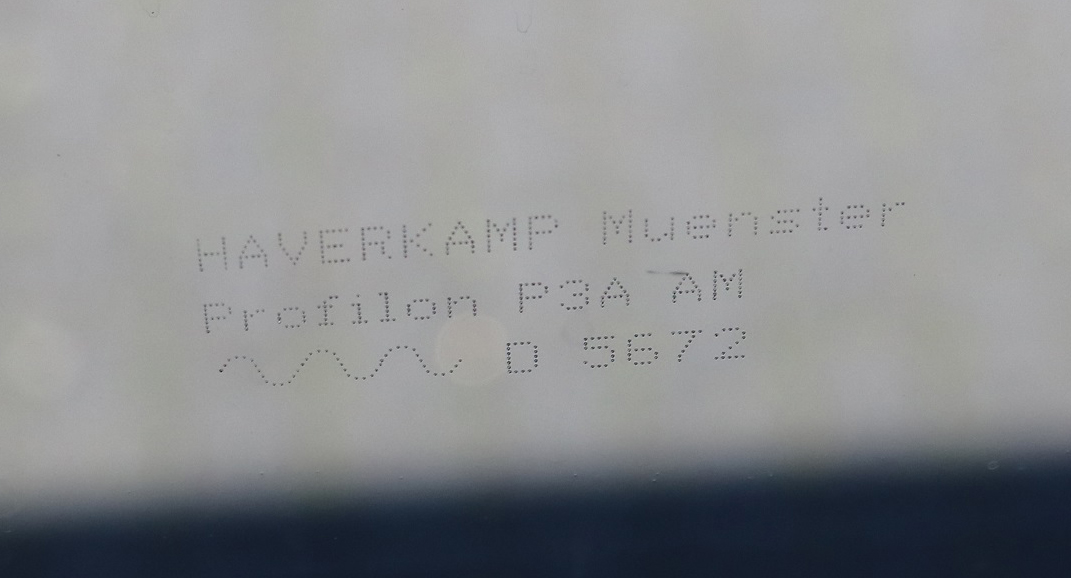 HAVERKAMP Muenster
Profilon P3A AM
D 5672